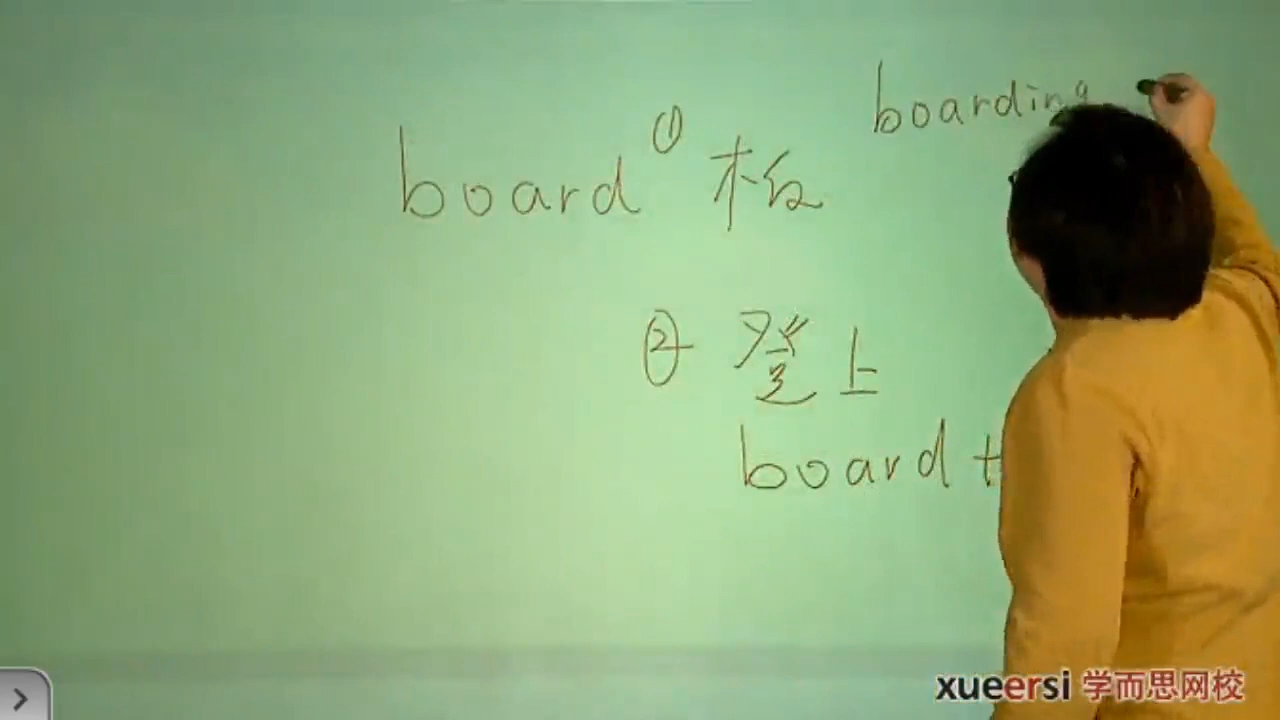 boarding
board ① 木板
② 登上
board t
xueersi 学而思网校